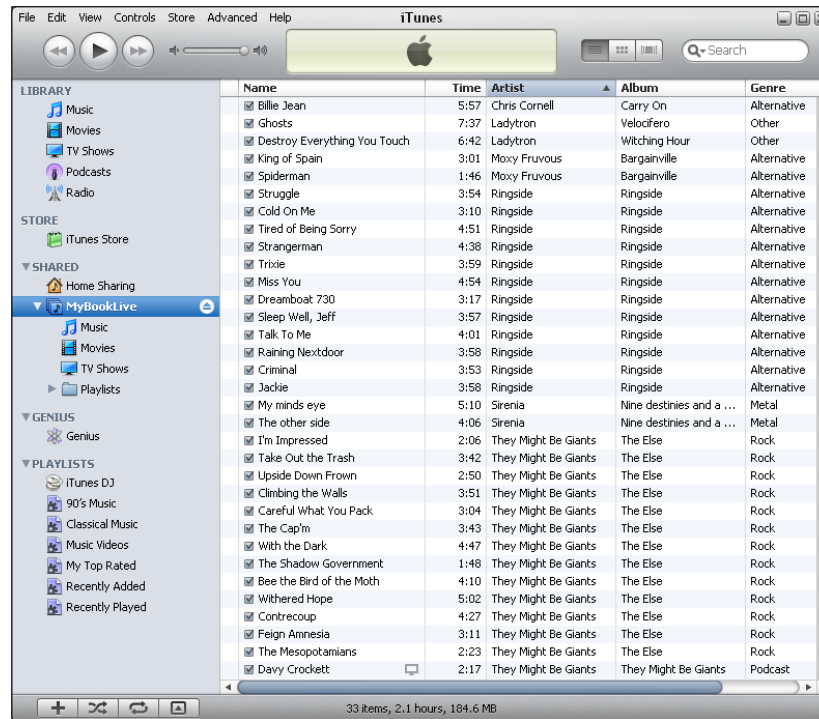 File Edit View Controls Store Advanced Help iTunes
Search
LIBRARY
Music
Movies
TV Shows
Podcasts
Radio
STORE
iTunes Store
SHARED
Home Sharing
MyBookLive
Music
Movies
TV Shows
Playlists
GENIUS
Genius
PLAYLISTS
iTunes DJ
90's Music
Classical Music
Music Videos
My Top Rated
Recently Added
Recently Played
Name Time Artist Album Genre
Billie Jean 5:57 Chris Cornell Carry On Alternative
Ghosts 7:37 Ladytron Velocifero Other
Destroy Everything You Touch 6:42 Ladytron Witching Hour Other
King of Spain 3:01 Moxy Fruvous Bargainville Alternative
Spiderman 1:46 Moxy Fruvous Bargainville Alternative
Struggle 3:54 Ringside Ringside Alternative
Cold On Me 3:10 Ringside Ringside Alternative
Tired of Being Sorry 4:51 Ringside Ringside Alternative
Strangerman 4:38 Ringside Ringside Alternative
Trixie 3:59 Ringside Ringside Alternative
Miss You 4:54 Ringside Ringside Alternative
Dreamboat 730 3:17 Ringside Ringside Alternative
Sleep Well, Jeff 3:57 Ringside Ringside Alternative
Talk To Me 4:01 Ringside Ringside Alternative
Raining Nextdoor 3:58 Ringside Ringside Alternative
Criminal 3:53 Ringside Ringside Alternative
Jackie 3:58 Ringside Ringside Alternative
My minds eye 5:10 Sirenia Nine destinies and a ... Metal
The other side 4:06 Sirenia Nine destinies and a ... Metal
I'm Impressed 2:06 They Might Be Giants The Else Rock
Take Out the Trash 3:42 They Might Be Giants The Else Rock
Upside Down Frown 2:50 They Might Be Giants The Else Rock
Climbing the Walls 3:51 They Might Be Giants The Else Rock
Careful What You Pack 3:04 They Might Be Giants The Else Rock
The Cap'm 3:43 They Might Be Giants The Else Rock
With the Dark 4:47 They Might Be Giants The Else Rock
The Shadow Government 1:48 They Might Be Giants The Else Rock
Bee the Bird of the Moth 4:10 They Might Be Giants The Else Rock
Withered Hope 5:02 They Might Be Giants The Else Rock
Contrecoup 4:27 They Might Be Giants The Else Rock
Feign Amnesia 3:11 They Might Be Giants The Else Rock
The Mesopotamians 2:23 They Might Be Giants The Else Rock
Davy Crockett 2:17 They Might Be Giants They Might Be Giants Podcast
33 items, 2.1 hours, 184.6 MB